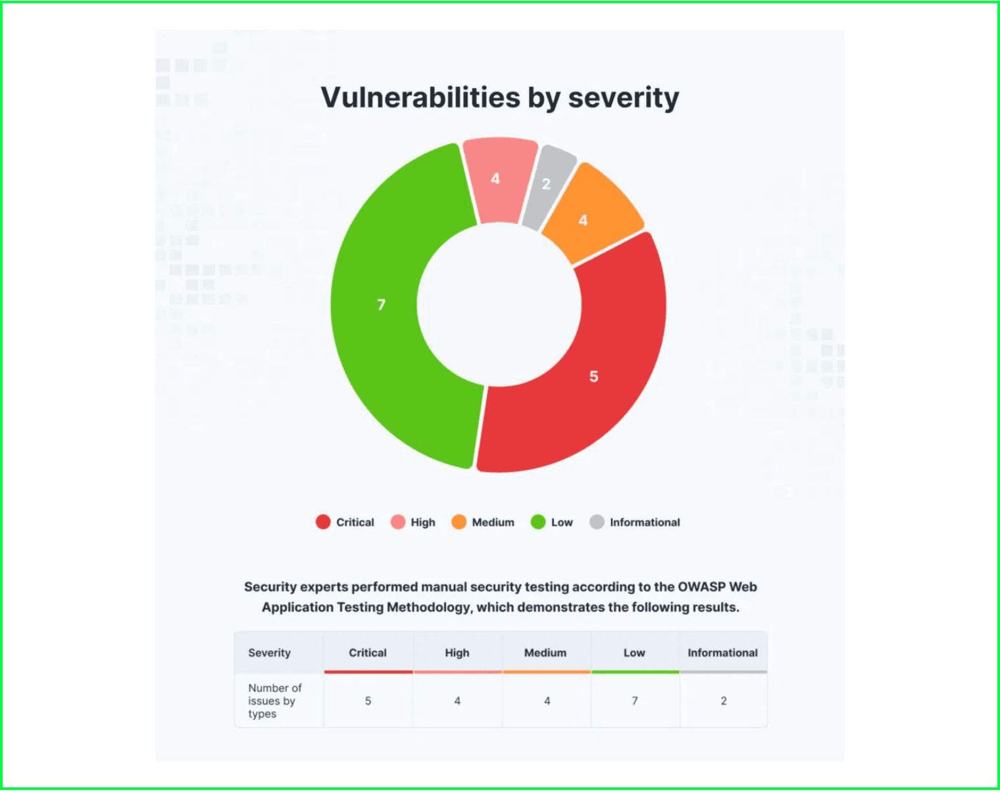 Vulnerabilities by severity
4
2
4
7
5
Critical High Medium Low Informational
Security experts performed manual security testing according to the OWASP Web
Application Testing Methodology, which demonstrates the following results.
Severity Critical High Medium Low Informational
Number of
issues by
types
5 4 4 7 2